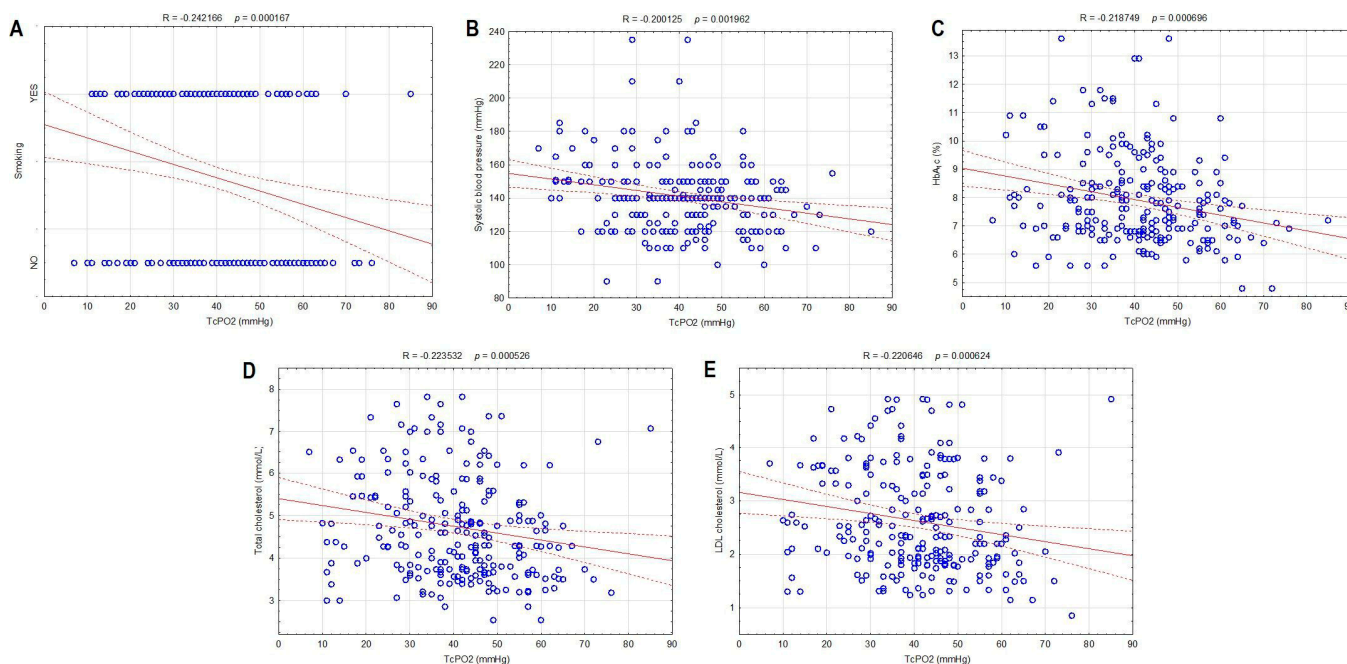 R = -0.242166 p = 0.000167
A
YES
Smoking
NO
0 10 20 30 40 50 60 70 80 90
TcPO2 (mmHg)
R = -0.200125 p = 0.001962
B
240
220
200
180
160
140
120
100
80
Systolic blood pressure (mmHg)
0 10 20 30 40 50 60 70 80 90
TcPO2 (mmHg)
R = -0.218749 p = 0.000696
C
13
12
11
10
9
8
7
6
5
HbA₁c (%)
0 10 20 30 40 50 60 70 80 90
TcPO2 (mmHg)
R = -0.223532 p = 0.000526
D
8
7
6
5
4
3
Total cholesterol (mmol/L;
0 10 20 30 40 50 60 70 80 90
TcPO2 (mmHg)
R = -0.220646 p = 0.000624
E
5
4
3
2
1
LDL cholesterol (mmol/L)
0 10 20 30 40 50 60 70 80 90
TcPO2 (mmHg)